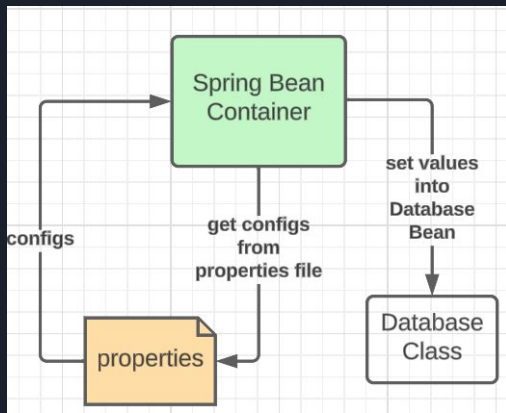 Spring Bean
Container
set values
into
Database
Bean
configs
get configs
from
properties file
properties
Database
Class